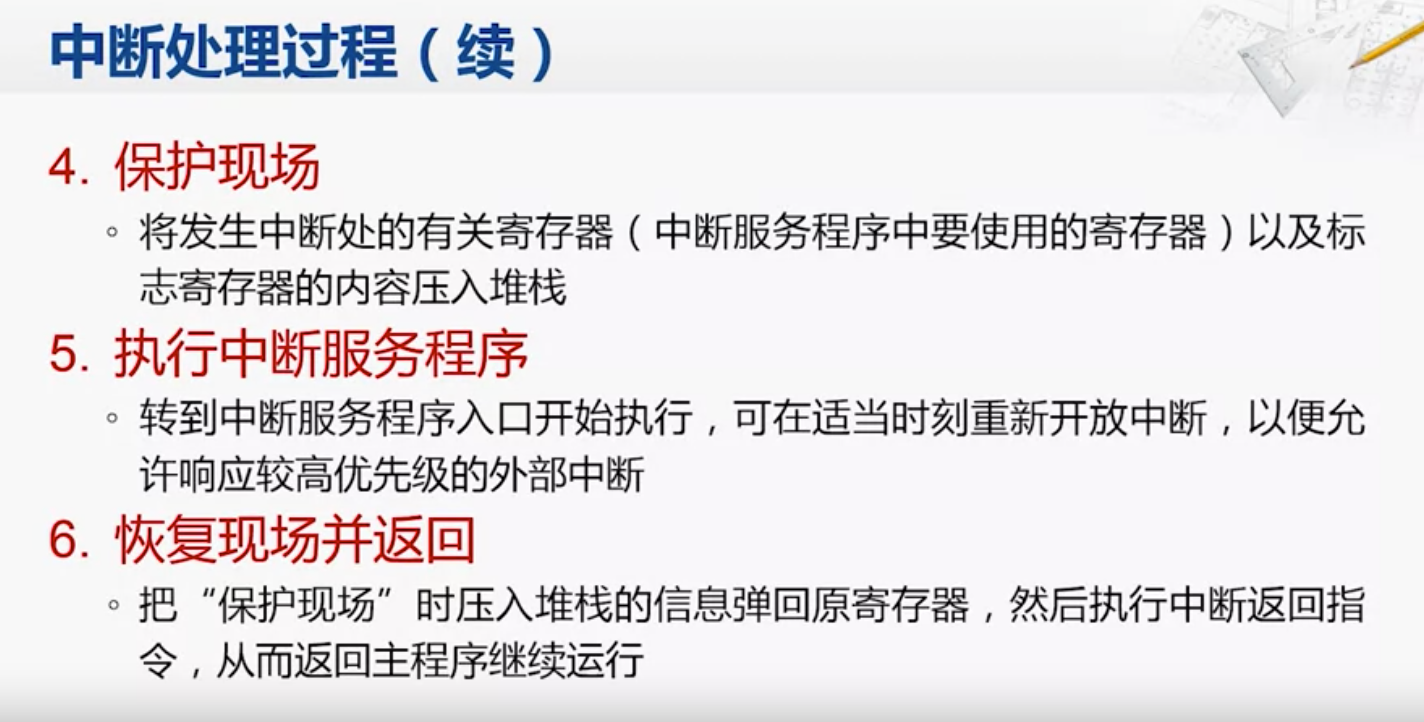 中断处理过程（续）
4. 保护现场
◦ 将发生中断处的有关寄存器（中断服务程序中要使用的寄存器）以及标
志寄存器的内容压入堆栈
5. 执行中断服务程序
◦ 转到中断服务程序入口开始执行，可在适当时刻重新开放中断，以便允
许响应较高优先级的外部中断
6. 恢复现场并返回
◦ 把“保护现场”时压入堆栈的信息弹回原寄存器，然后执行中断返回指
令，从而返回主程序继续运行